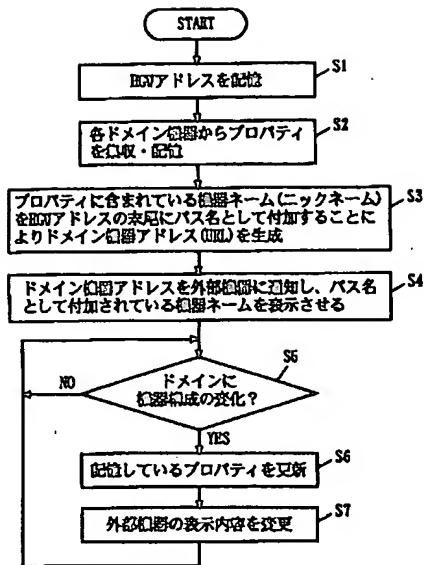 START
HGWアドレスを記憶
S1
各ドメイン機器からプロパティ
を徴収・記憶
S2
プロパティに含まれている機器ネーム(ニックネーム)
をHGWアドレスの末尾にパス名として付加することに
よりドメイン機器アドレス(URL)を生成
S3
ドメイン機器アドレスを外部機器に通知し、パス名
として付加されている機器ネームを表示させる
S4
S5
NO
ドメインに
機器構成の変化?
YES
記憶しているプロパティを更新
S6
外部機器の表示内容を変更
S7